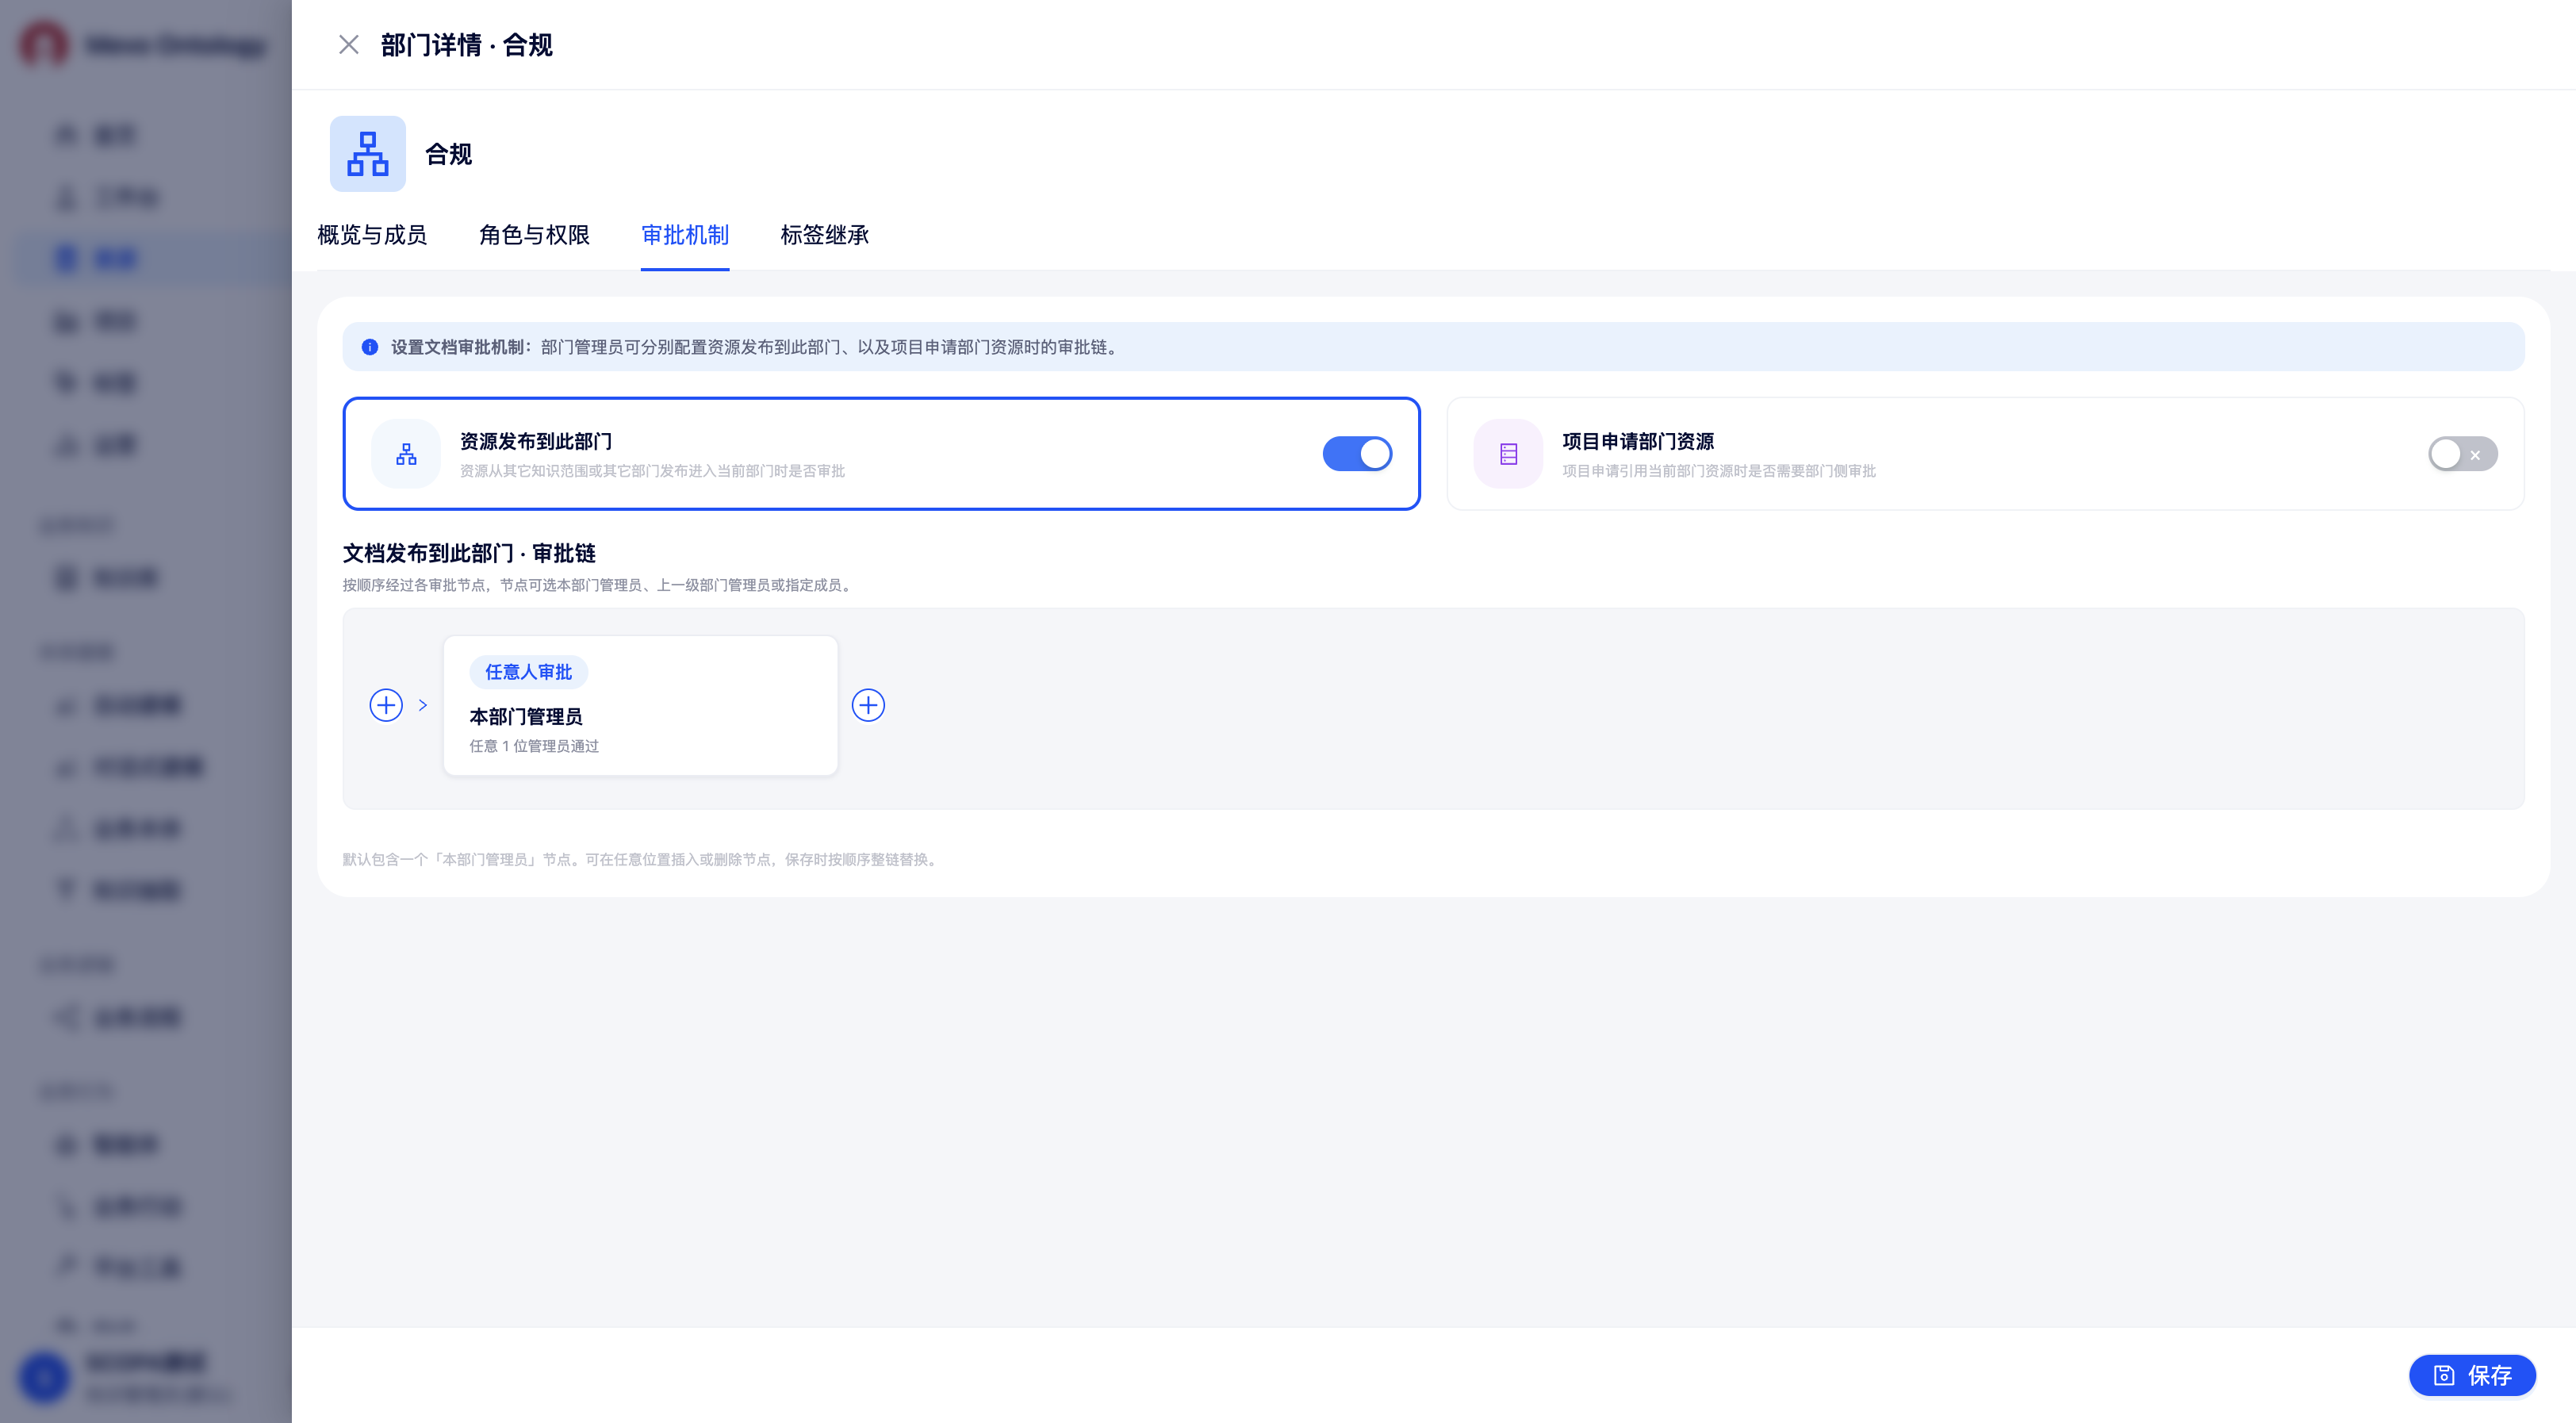 部门详情 · 合规
合规
概览与成员
角色与权限
审批机制
标签继承
设置文档审批机制：部门管理员可分别配置资源发布到此部门、以及项目申请部门资源时的审批链。
资源发布到此部门
资源从其它知识范围或其它部门发布进入当前部门时是否审批
项目申请部门资源
项目申请引用当前部门资源时是否需要部门侧审批
文档发布到此部门 · 审批链
按顺序经过各审批节点，节点可选本部门管理员、上一级部门管理员或指定成员。
任意人审批
本部门管理员
任意 1 位管理员通过
默认包含一个「本部门管理员」节点。可在任意位置插入或删除节点，保存时按顺序整链替换。
保存